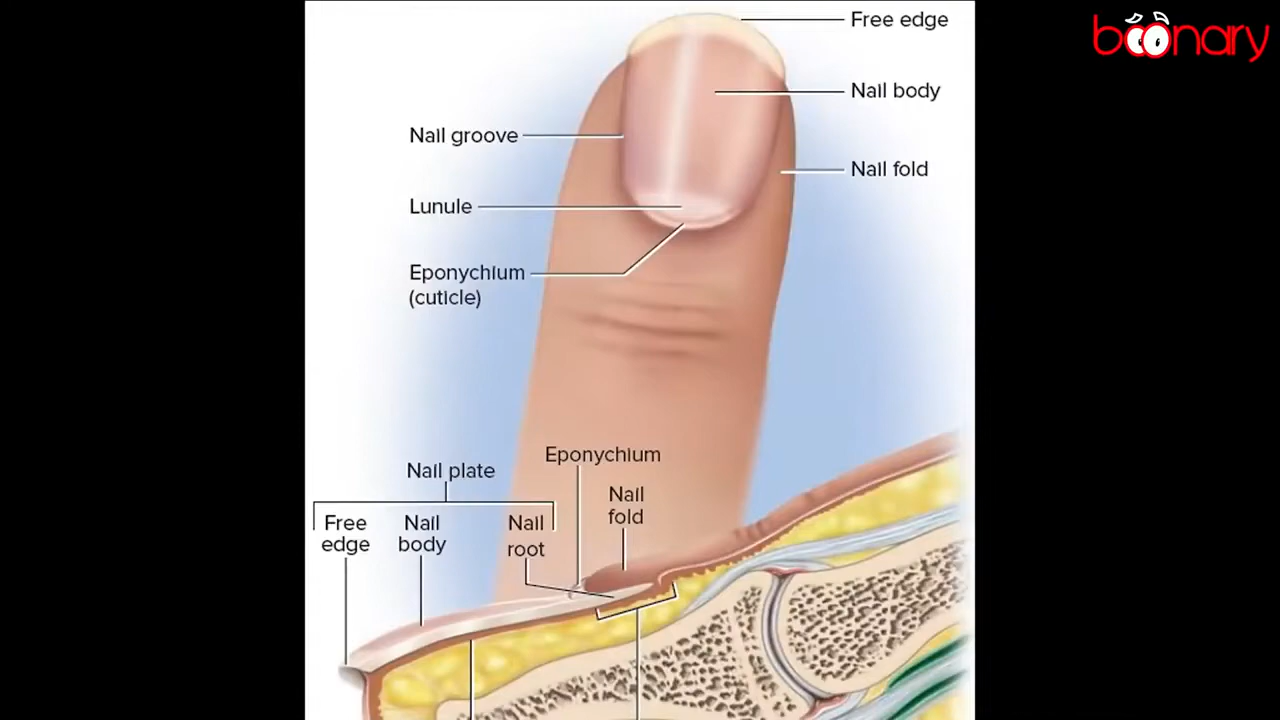 boonary
Free edge
Nail body
Nail groove
Nail fold
Lunule
Eponychium
(cuticle)
Eponychium
Nail plate
Nail
fold
Free
edge
Nail
body
Nail
root